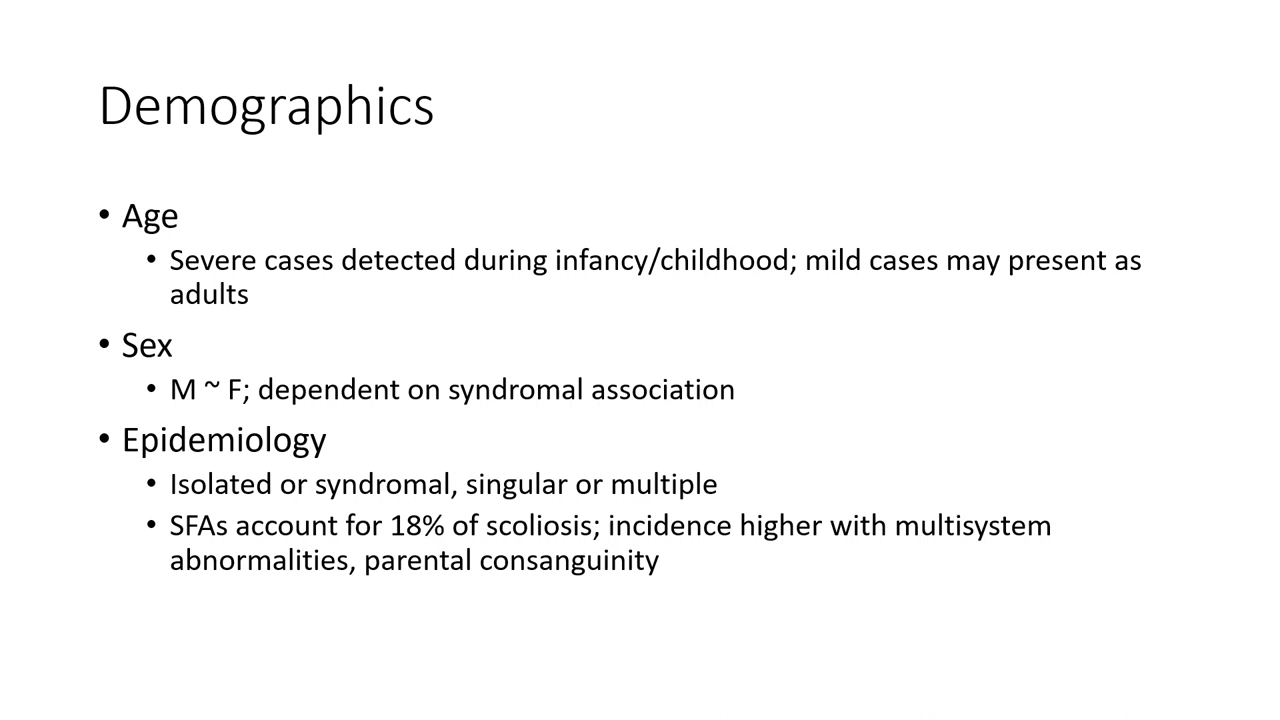 Demographics
• Age
• Severe cases detected during infancy/childhood; mild cases may present as
adults
• Sex
• M ~ F; dependent on syndromal association
• Epidemiology
• Isolated or syndromal, singular or multiple
• SFAs account for 18% of scoliosis; incidence higher with multisystem
abnormalities, parental consanguinity